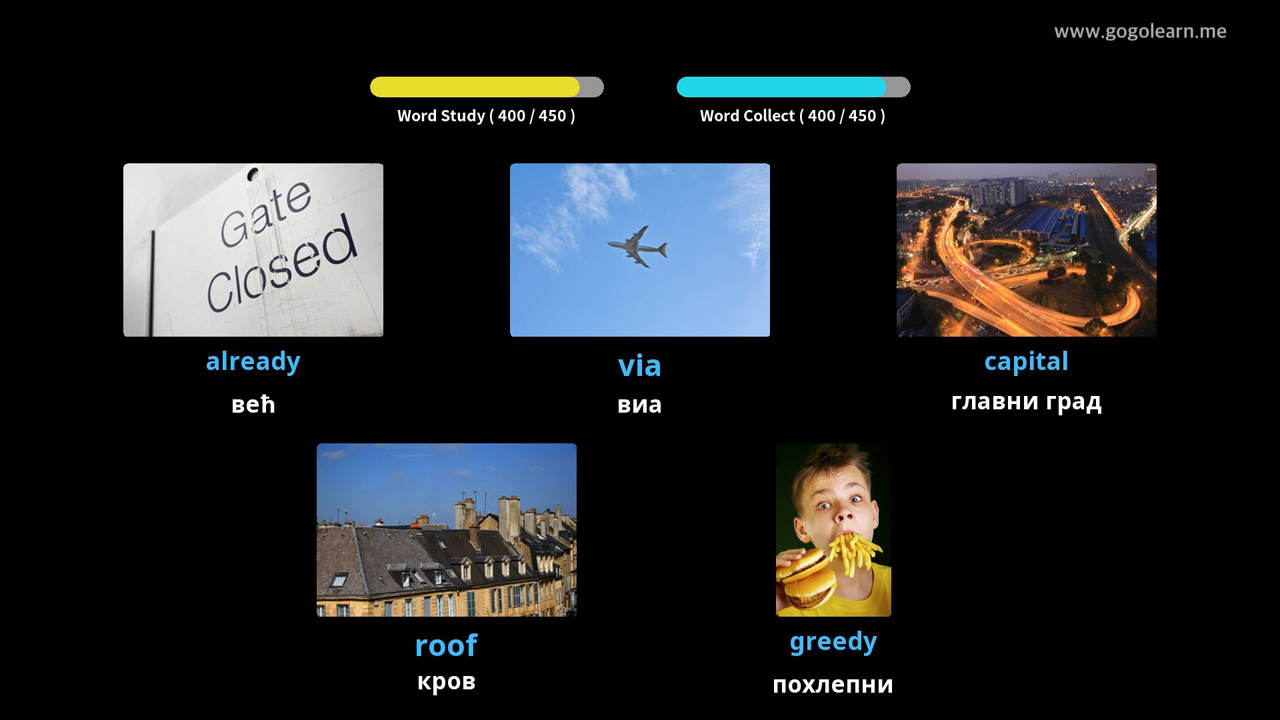 www.gogolearn.me
Word Study ( 400 / 450 )
Word Collect ( 400 / 450 )
Gate
Closed
already
већ
via
виа
capital
главни град
roof
кров
greedy
похлепни